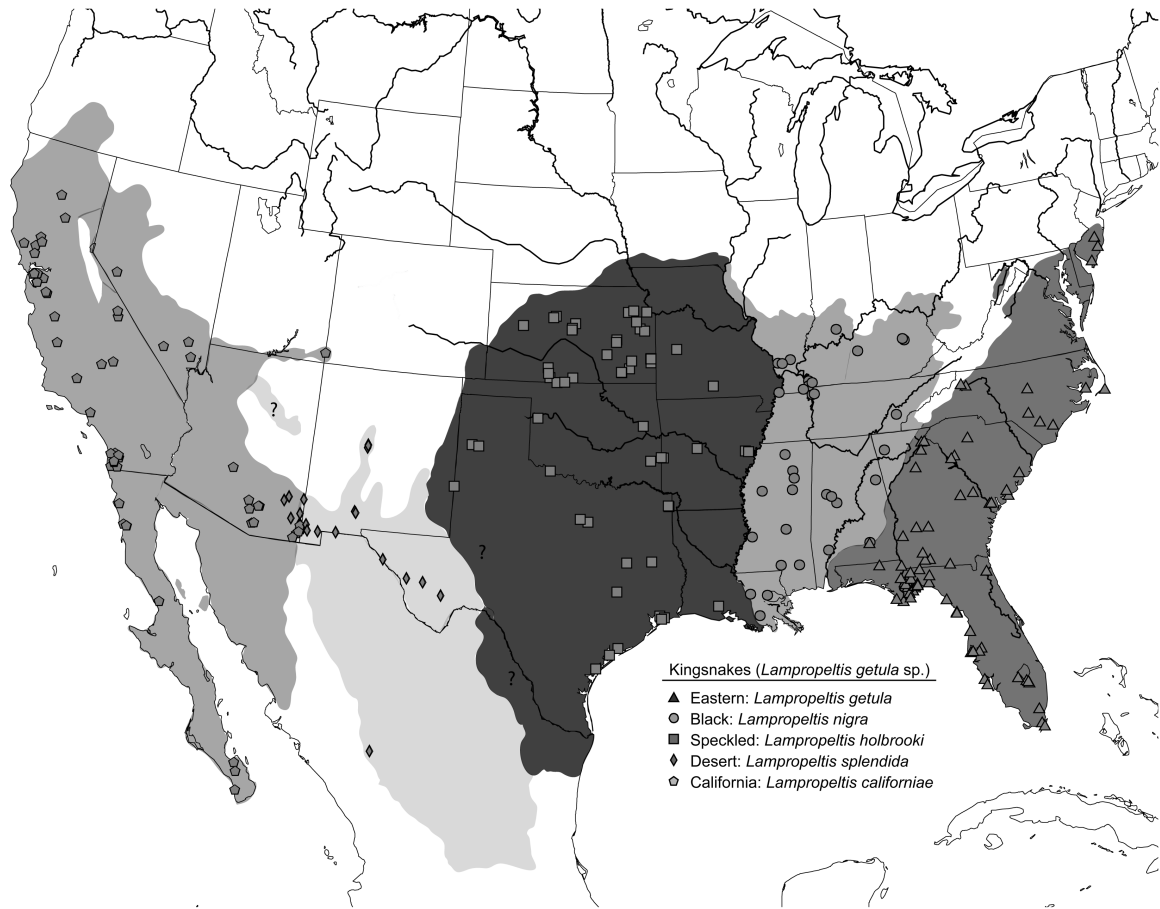 ?
?
?
Kingsnakes (Lampropeltis getula sp.)
Eastern: Lampropeltis getula
Black: Lampropeltis nigra
Speckled: Lampropeltis holbrooki
Desert: Lampropeltis splendida
California: Lampropeltis californiae